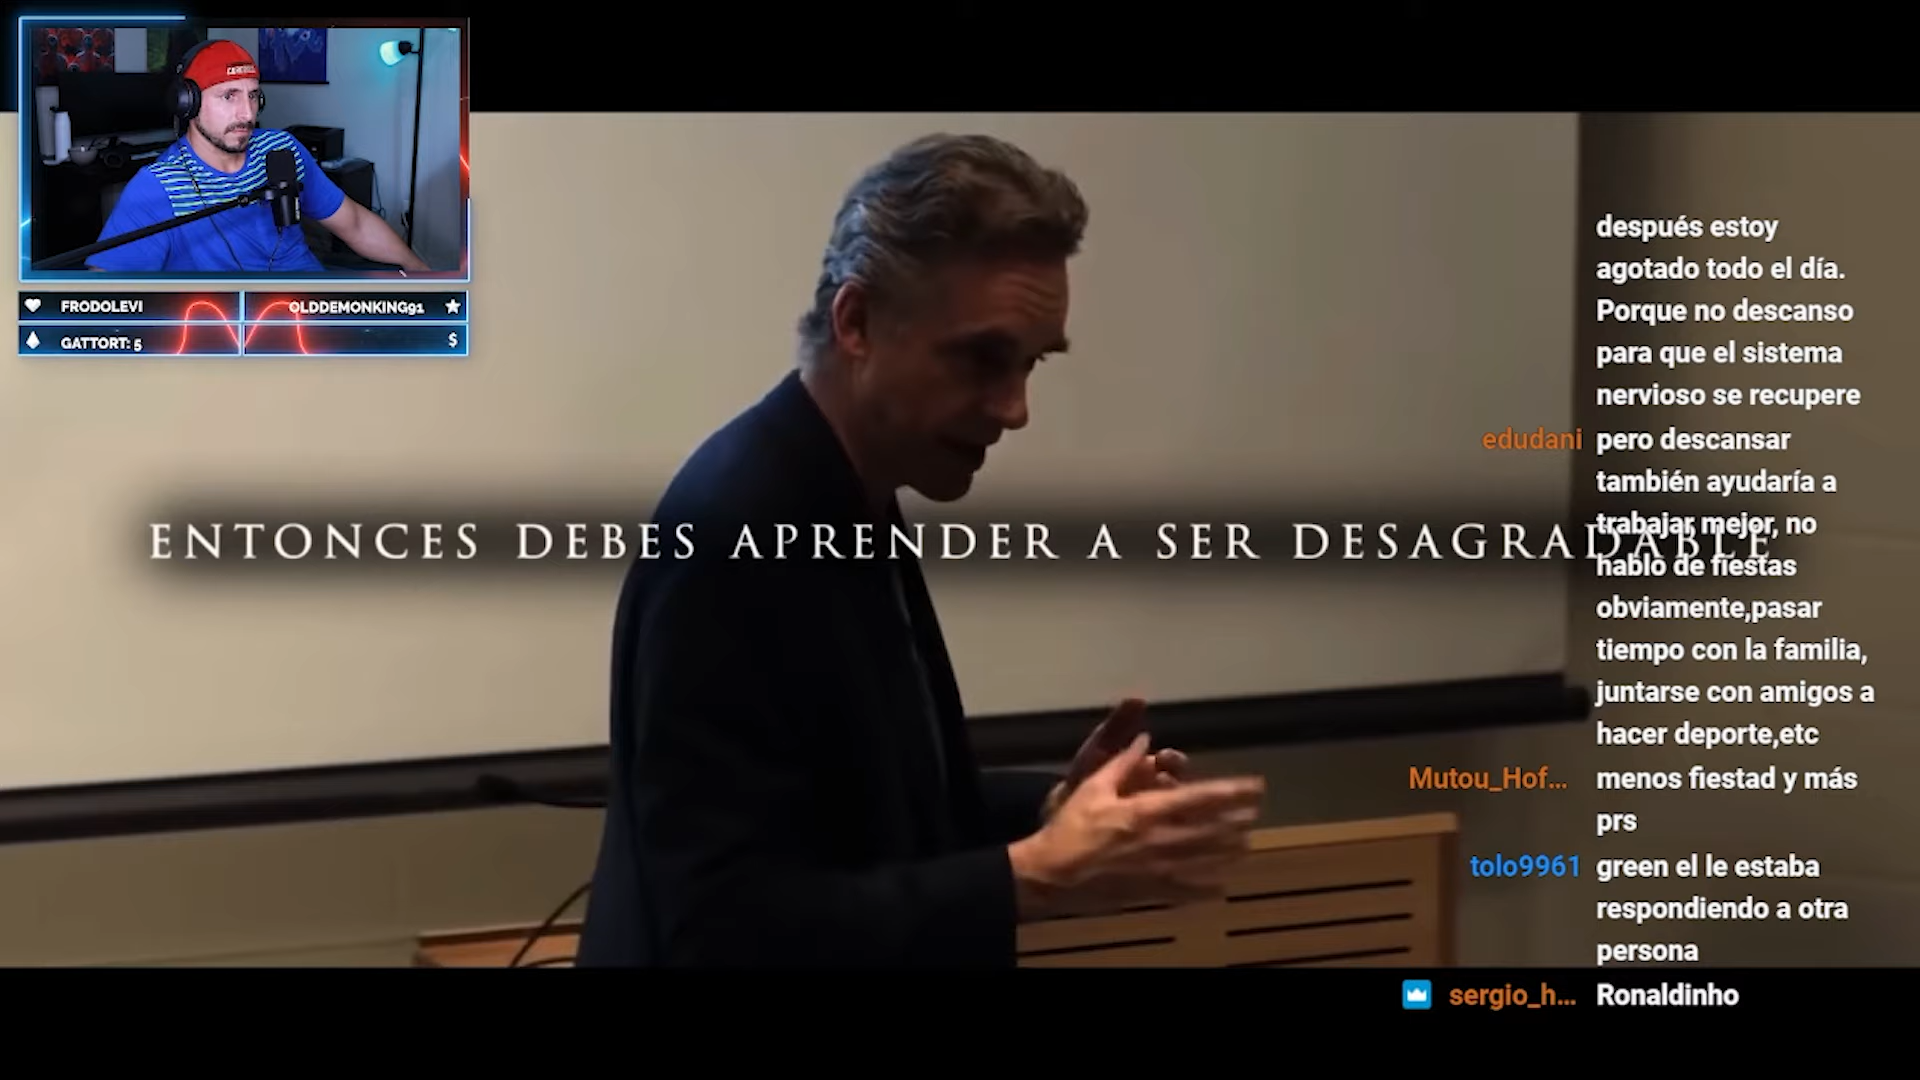 FRODOLEVI
OLDDEMONKING91
GATTORT: 5
$
ENTONCES DEBES APRENDER A SER DESAGRADABLE
después estoy
agotado todo el día.
Porque no descanso
para que el sistema
nervioso se recupere
edudani pero descansar
también ayudaría a
trabajar mejor, no
hablo de fiestas
obviamente,pasar
tiempo con la familia,
juntarse con amigos a
hacer deporte,etc
Mutou_Hof... menos fiestad y más
prs
tolo9961 green el le estaba
respondiendo a otra
persona
sergio_h... Ronaldinho